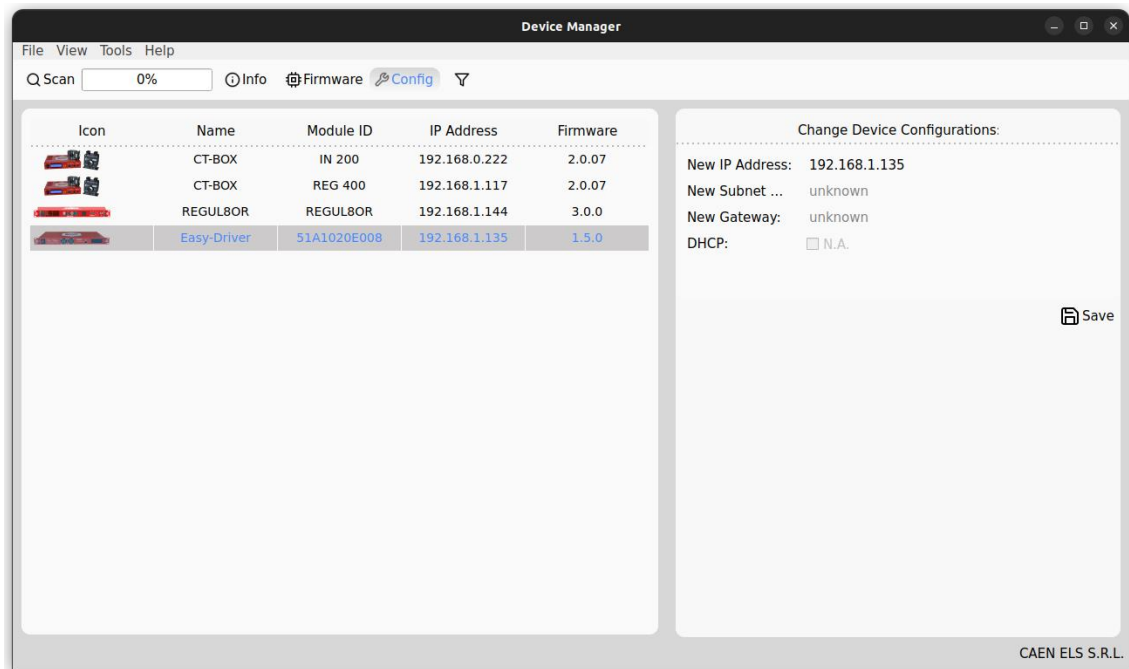 Device Manager
File View Tools Help
Scan 0% Info Firmware Config
Icon Name Module ID IP Address Firmware
CT-BOX IN 200 192.168.0.222 2.0.07
CT-BOX REG 400 192.168.1.117 2.0.07
REGUL8OR REGUL8OR 192.168.1.144 3.0.0
Easy-Driver 51A1020E008 192.168.1.135 1.5.0
Change Device Configurations:
New IP Address: 192.168.1.135
New Subnet ... unknown
New Gateway: unknown
DHCP: N.A.
Save
CAEN ELS S.R.L.